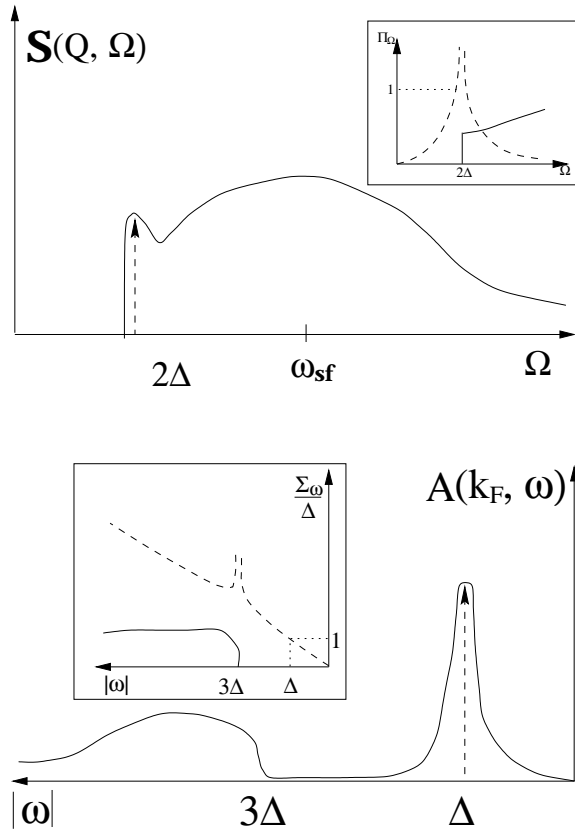 S(Q, Ω)
Π_Ω
1
2Δ
Ω
2Δ
ω_sf
Ω
Σ_ω
Δ
A(k_F, ω)
1
|ω|
3Δ
Δ
|ω|
3Δ
Δ